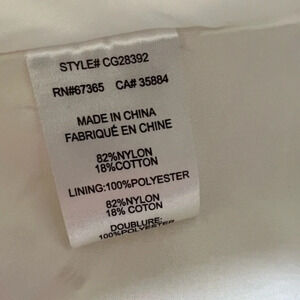 STYLE# CG28392
RN#67365 CA# 35884
MADE IN CHINA
FABRIQUÉ EN CHINE
82%NYLON
18%COTTON
LINING:100%POLYESTER
82%NYLON
18% COTON
DOUBLURE:
100%POLYESTER